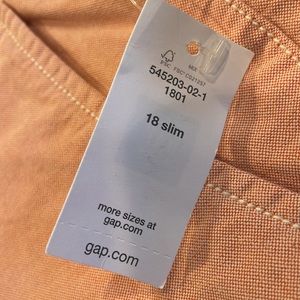 545203-02-1
1801
18 slim
more sizes at
gap.com
gap.com